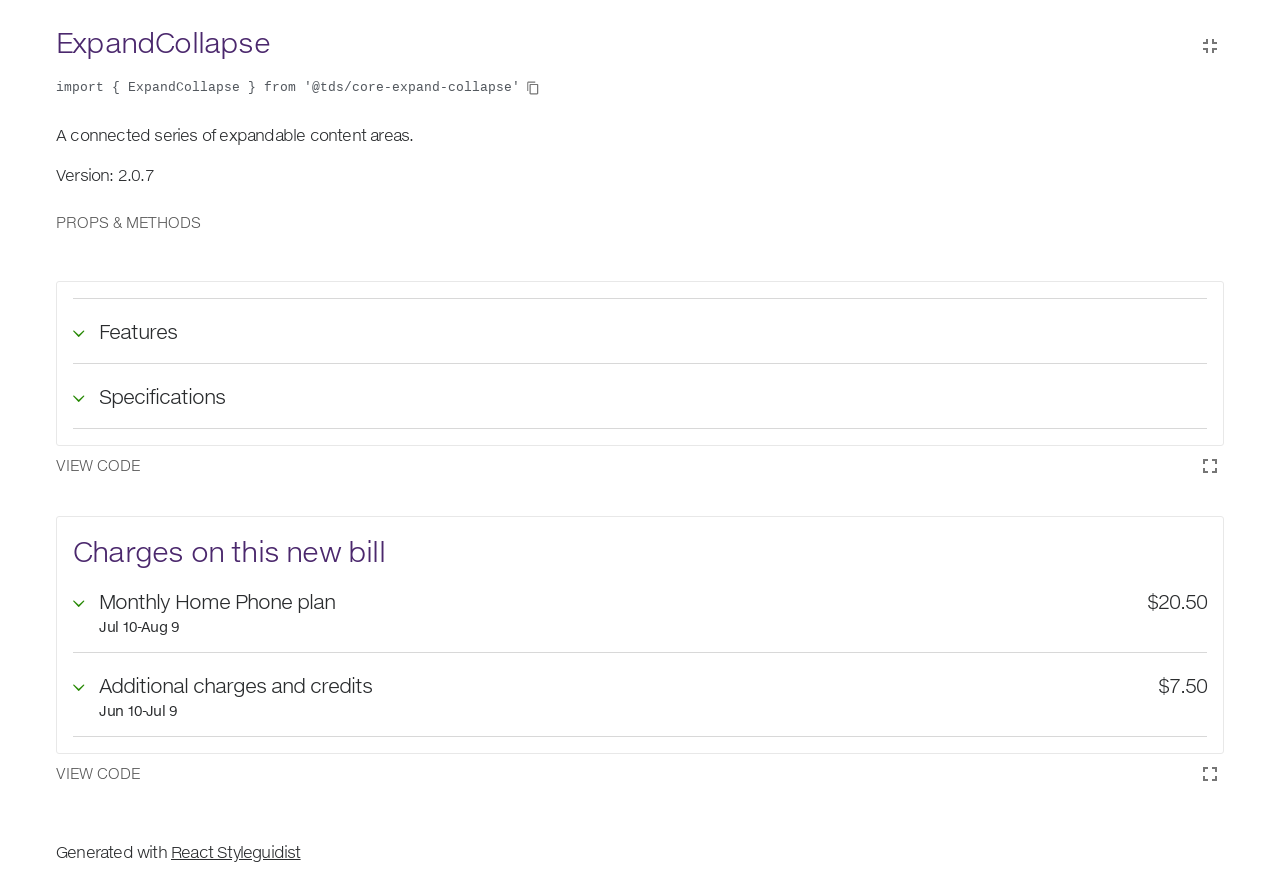 ExpandCollapse
import { ExpandCollapse } from '@tds/core-expand-collapse'
A connected series of expandable content areas.
Version: 2.0.7
PROPS & METHODS
Features
Specifications
VIEW CODE
Charges on this new bill
Monthly Home Phone plan $20.50
Jul 10-Aug 9
Additional charges and credits $7.50
Jun 10-Jul 9
VIEW CODE
Generated with React Styleguidist